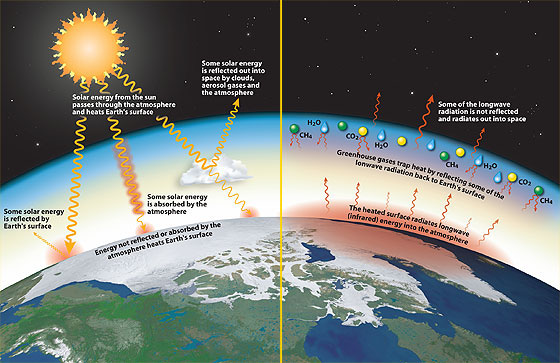 Solar energy from the sun
passes through the atmosphere
and heats Earth's surface
Some solar energy
is reflected out into
space by clouds,
aerosol gases and
the atmosphere
Some solar energy
is absorbed by the
atmosphere
Some solar energy
is reflected by
Earth's surface
Energy not reflected or absorbed by the
atmosphere heats Earth's surface
Some of the longwave
radiation is not reflected
and radiates out into space
CH4
H2O
CO2
H2O
CH4
H2O
CO2
CH4
Greenhouse gases trap heat by reflecting some of the
lonwave radiation back to Earth's surface
The heated surface radiates longwave
(infrared) energy into the atmosphere